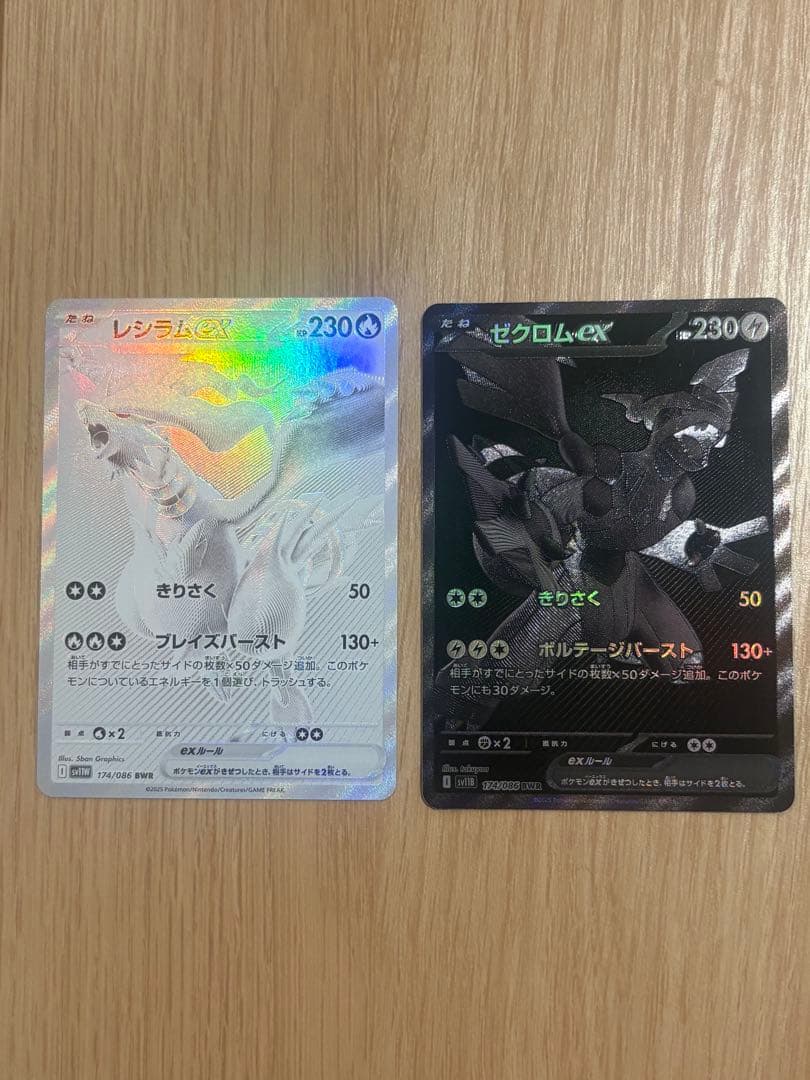 たね レシラムex HP 230
きりさく 50
ブレイズバースト 130+
相手がすでにとったサイドの枚数×50ダメージ追加。このポケ
モンについているエネルギーを1個選び、トラッシュする。
弱点 ×2 抵抗力 にげる
exルール
ポケモンexがきぜつしたとき、相手はサイドを2枚とる。
Illus. 5ban Graphics
I sv11W 174/086 BWR
©2025 Pokémon/Nintendo/Creatures/GAME FREAK.
たね ゼクロムex HP 230
きりさく 50
ボルテージバースト 130+
相手がすでにとったサイドの枚数×50ダメージ追加。このポケ
モンにも30ダメージ。
弱点 ×2 抵抗力 にげる
exルール
ポケモンexがきぜつしたとき、相手はサイドを2枚とる。
Illus. takuyoa
I sv11B 174/086 BWR